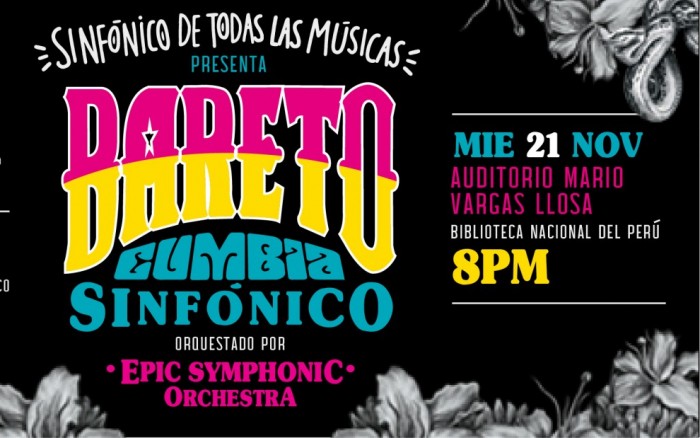 SINFÓNICO DE TODAS LAS MÚSICAS
PRESENTA
BARETO
CUMBIA
SINFÓNICO
ORQUESTADO POR
• EPIC SYMPHONIC •
ORCHESTRA
MIE 21 NOV
AUDITORIO MARIO
VARGAS LLOSA
BIBLIOTECA NACIONAL DEL PERÚ
8PM